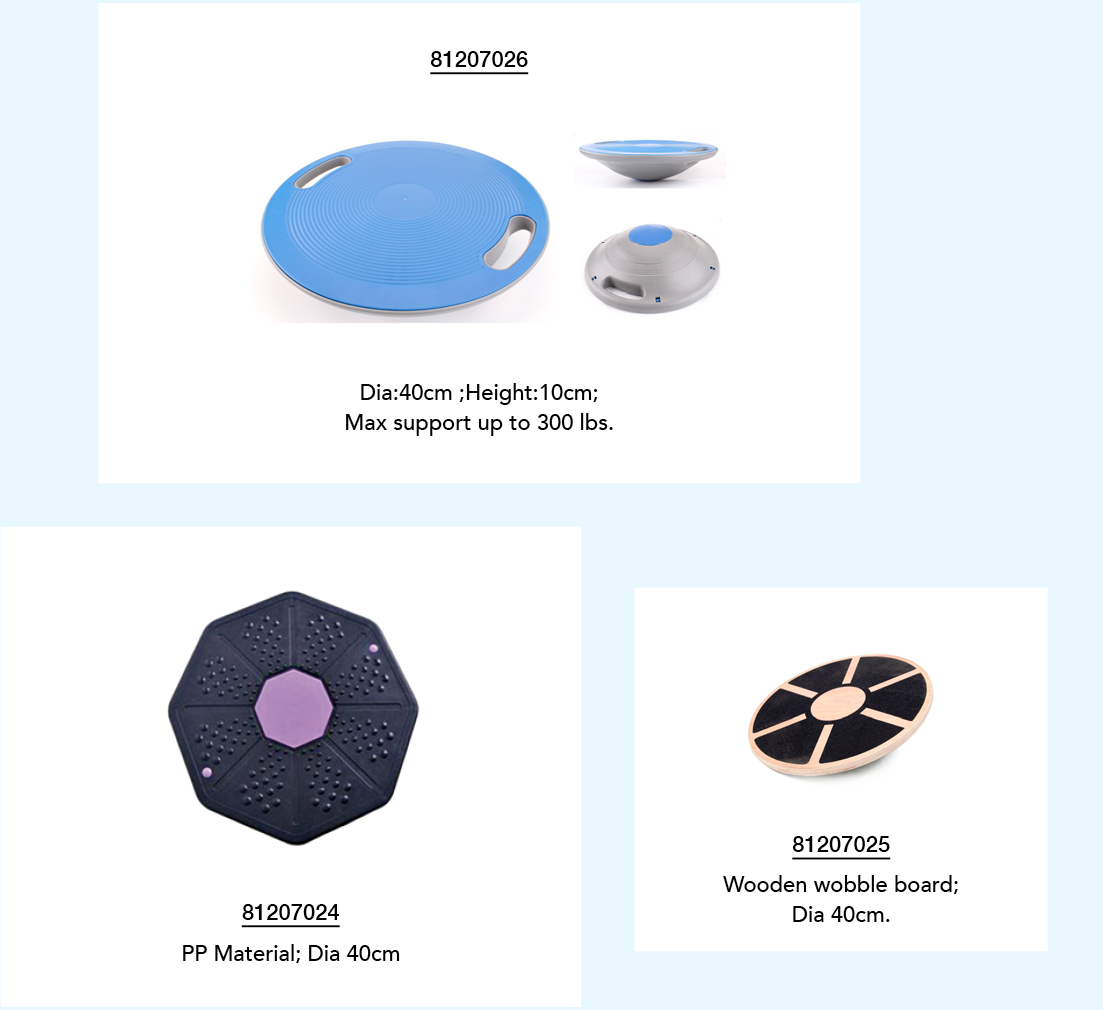 81207026
Dia:40cm ;Height:10cm;
Max support up to 300 lbs.
81207024
PP Material; Dia 40cm
81207025
Wooden wobble board;
Dia 40cm.